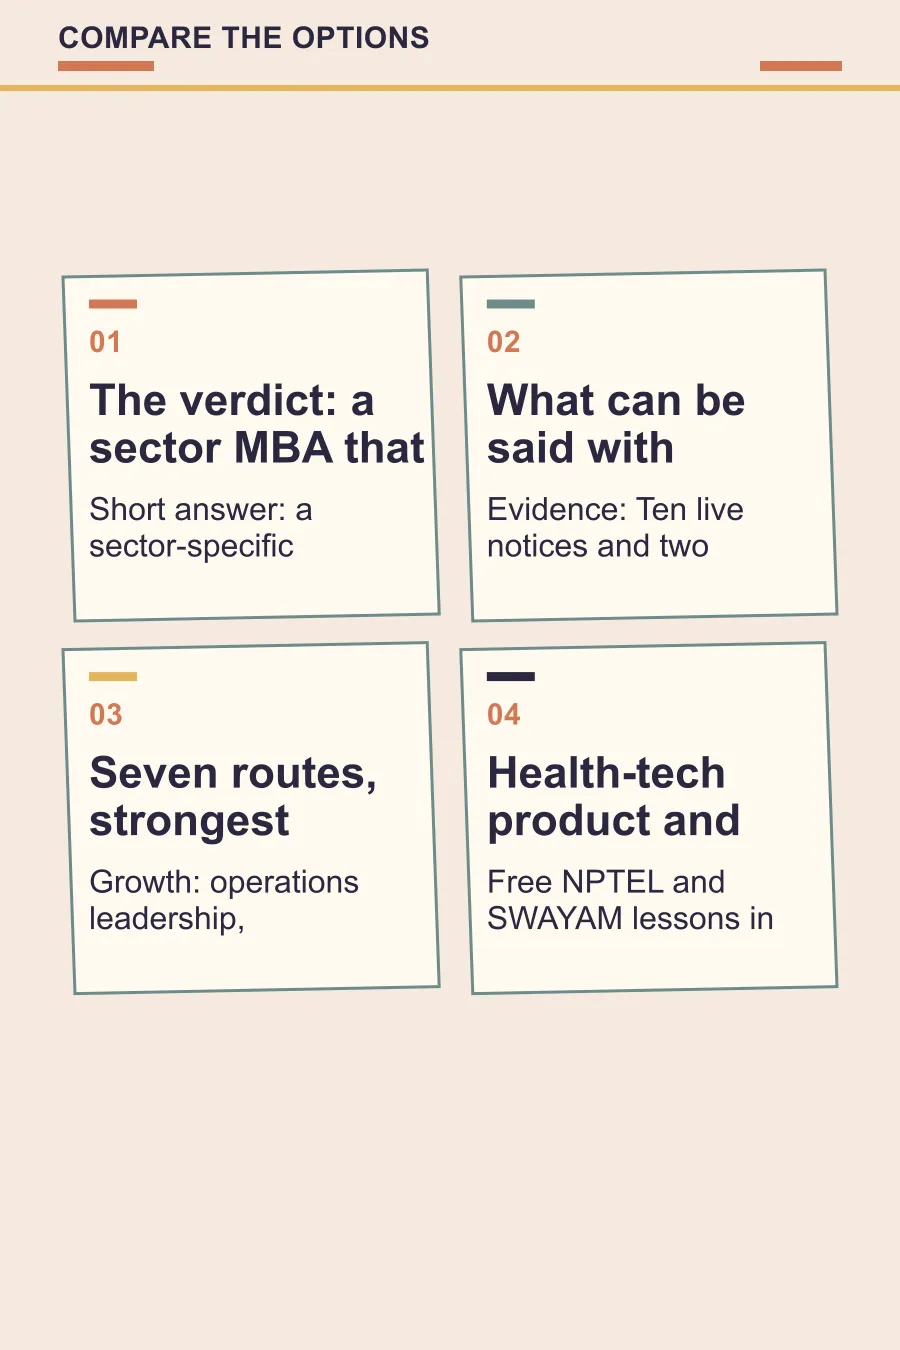 COMPARE THE OPTIONS
01
The verdict: a
sector MBA that
Short answer: a
sector-specific
02
What can be
said with
Evidence: Ten live
notices and two
03
Seven routes,
strongest
Growth: operations
leadership,
04
Health-tech
product and
Free NPTEL and
SWAYAM lessons in